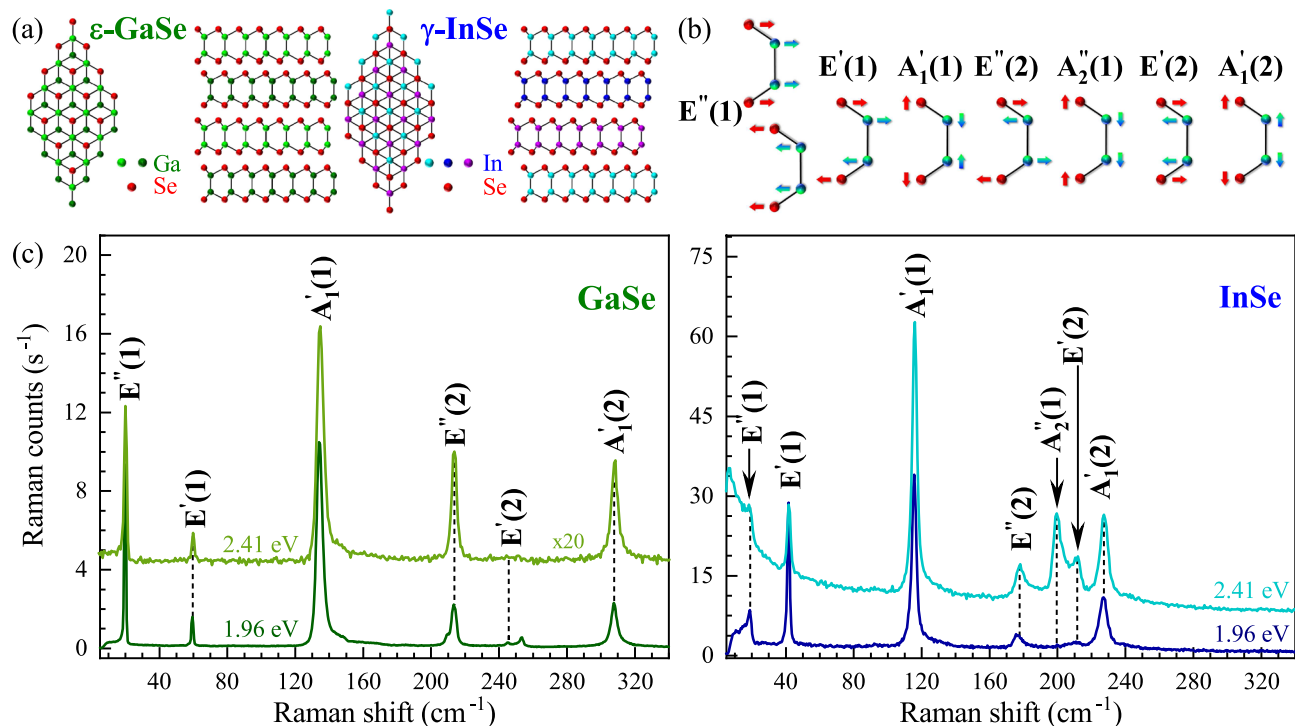 (a)
ε-GaSe
γ-InSe
Ga
Se
In
Se
(b)
E''(1)
E'(1)
A'1(1)
E''(2)
A''2(1)
E'(2)
A'1(2)
(c)
GaSe
Raman counts (s⁻¹)
20
16
12
8
4
0
E''(1)
E'(1)
A'1(1)
E''(2)
E'(2)
A'1(2)
2.41 eV
x20
1.96 eV
40 80 120 160 200 240 280 320
Raman shift (cm⁻¹)
InSe
75
60
45
30
15
0
E''(1)
E'(1)
A'1(1)
E''(2)
A''2(1)
E'(2)
A'1(2)
2.41 eV
1.96 eV
40 80 120 160 200 240 280 320
Raman shift (cm⁻¹)